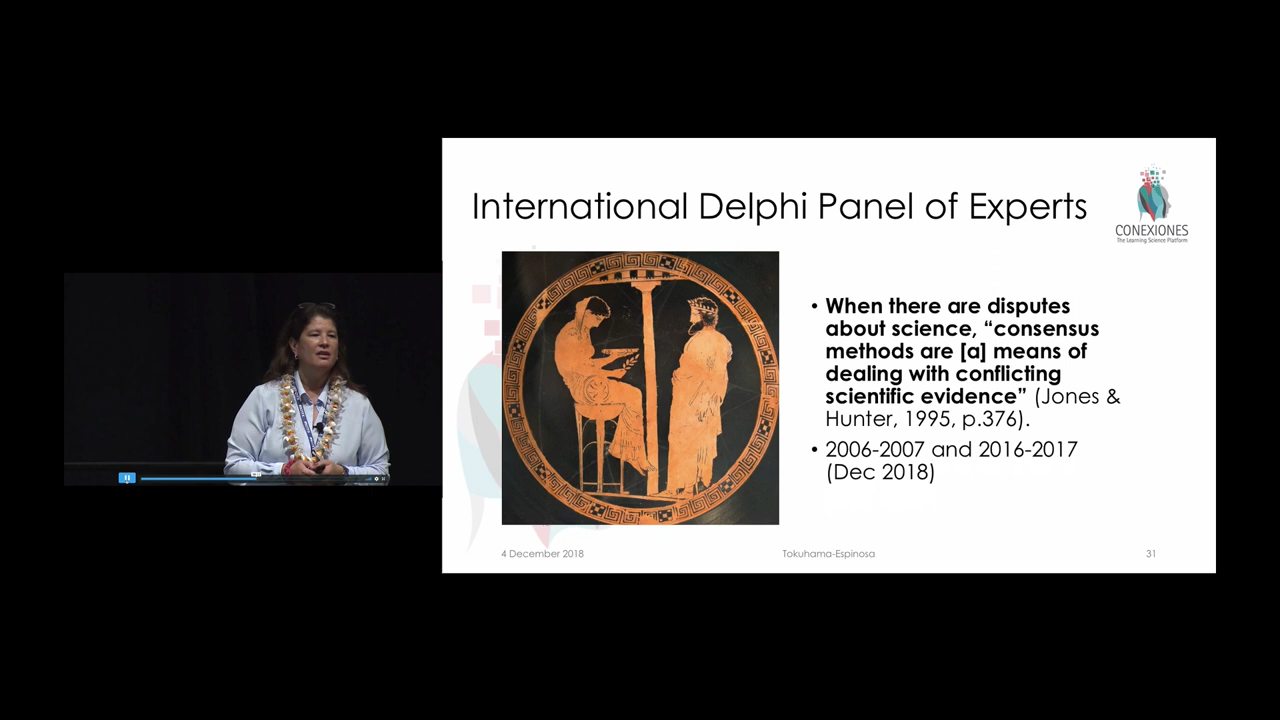 International Delphi Panel of Experts
CONEXIONES
The Learning Science Platform
• When there are disputes
about science, “consensus
methods are [a] means of
dealing with conflicting
scientific evidence” (Jones &
Hunter, 1995, p.376).
• 2006-2007 and 2016-2017
(Dec 2018)
4 December 2018
Tokuhama-Espinosa
31